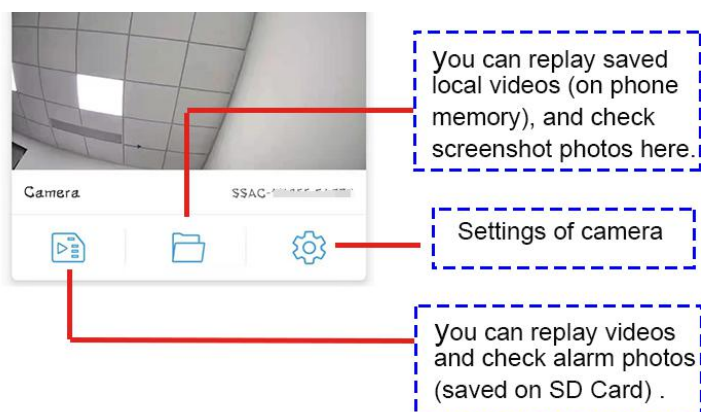 you can replay saved
local videos (on phone
memory), and check
screenshot photos here.
Camera
SSAC-
Settings of camera
you can replay videos
and check alarm photos
(saved on SD Card) .